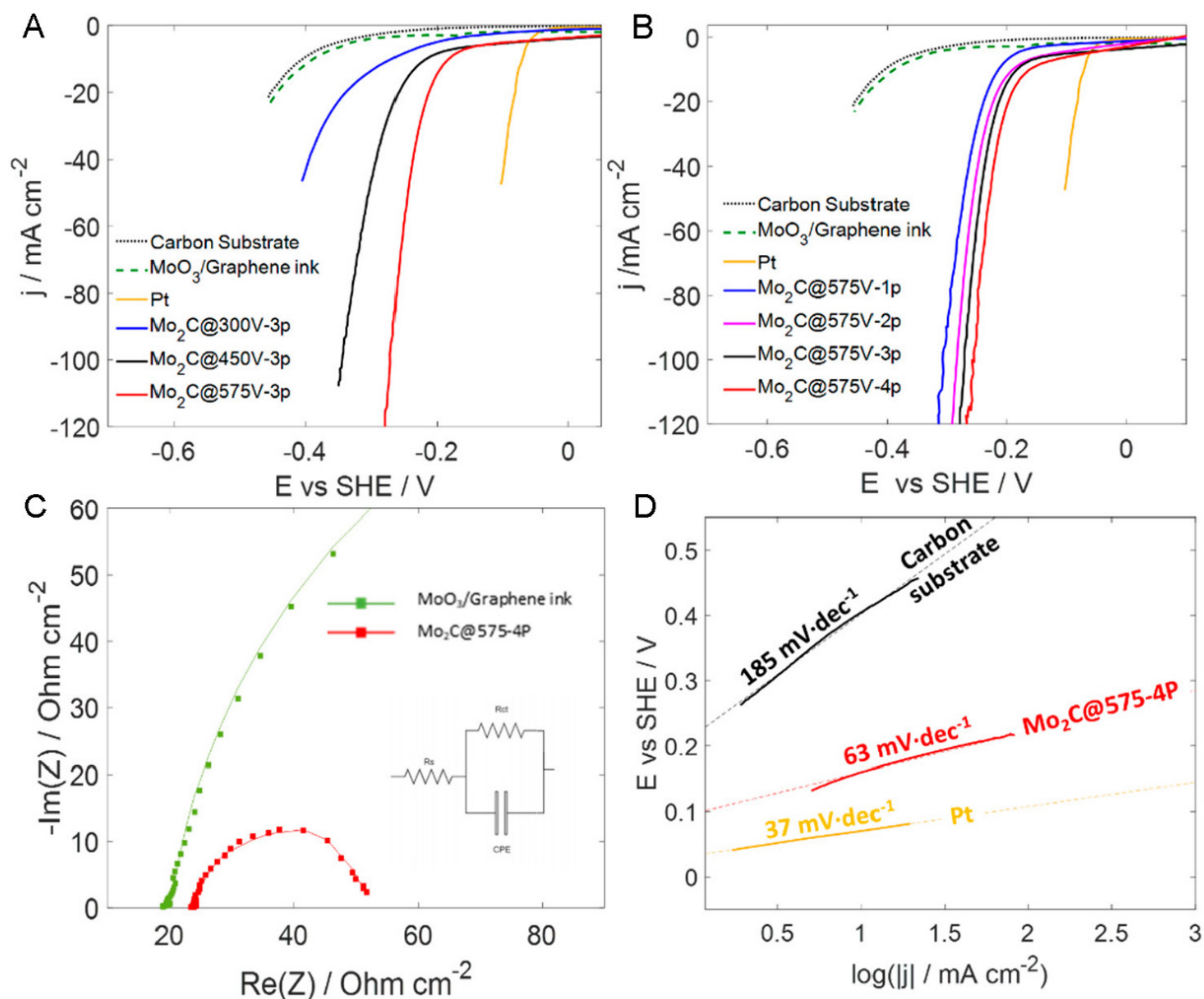 A
0
-20
-40
-60
-80
-100
-120
j / mA cm-2
Carbon Substrate
MoO3/Graphene ink
Pt
Mo2C@300V-3p
Mo2C@450V-3p
Mo2C@575V-3p
-0.6
-0.4
-0.2
0
E vs SHE / V
B
0
-20
-40
-60
-80
-100
-120
j /mA cm-2
Carbon Substrate
MoO3/Graphene ink
Pt
Mo2C@575V-1p
Mo2C@575V-2p
Mo2C@575V-3p
Mo2C@575V-4p
-0.6
-0.4
-0.2
0
E vs SHE / V
C
60
50
40
30
20
10
0
-Im(Z) / Ohm cm-2
MoO3/Graphene ink
Mo2C@575-4P
Rs
Rct
CPE
20
40
60
80
Re(Z) / Ohm cm-2
D
0.5
0.4
0.3
0.2
0.1
0
E vs SHE / V
Carbon
substrate
185 mV·dec-1
63 mV·dec-1
Mo2C@575-4P
37 mV·dec-1
Pt
0.5
1
1.5
2
2.5
3
log(|j| / mA cm-2)